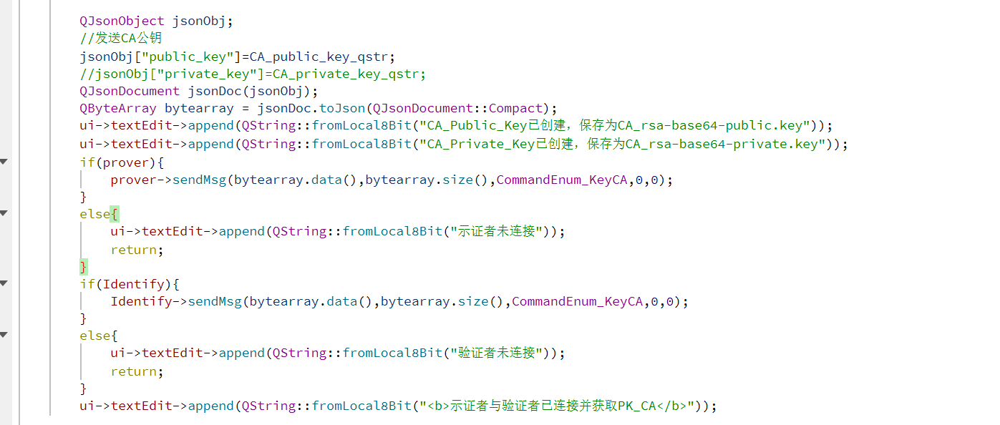 QJsonObject jsonObj;
//发送CA公钥
jsonObj["public_key"]=CA_public_key_qstr;
//jsonObj["private_key"]=CA_private_key_qstr;
QJsonDocument jsonDoc(jsonObj);
QByteArray bytearray = jsonDoc.toJson(QJsonDocument::Compact);
ui->textEdit->append(QString::fromLocal8Bit("CA_Public_Key已创建，保存为CA_rsa-base64-public.key"));
ui->textEdit->append(QString::fromLocal8Bit("CA_Private_Key已创建，保存为CA_rsa-base64-private.key"));
if(prover){
    prover->sendMsg(bytearray.data(),bytearray.size(),CommandEnum_KeyCA,0,0);
}
else{
    ui->textEdit->append(QString::fromLocal8Bit("示证者未连接"));
    return;
}
if(Identify){
    Identify->sendMsg(bytearray.data(),bytearray.size(),CommandEnum_KeyCA,0,0);
}
else{
    ui->textEdit->append(QString::fromLocal8Bit("验证者未连接"));
    return;
}
ui->textEdit->append(QString::fromLocal8Bit("<b>示证者与验证者已连接并获取PK_CA</b>"));